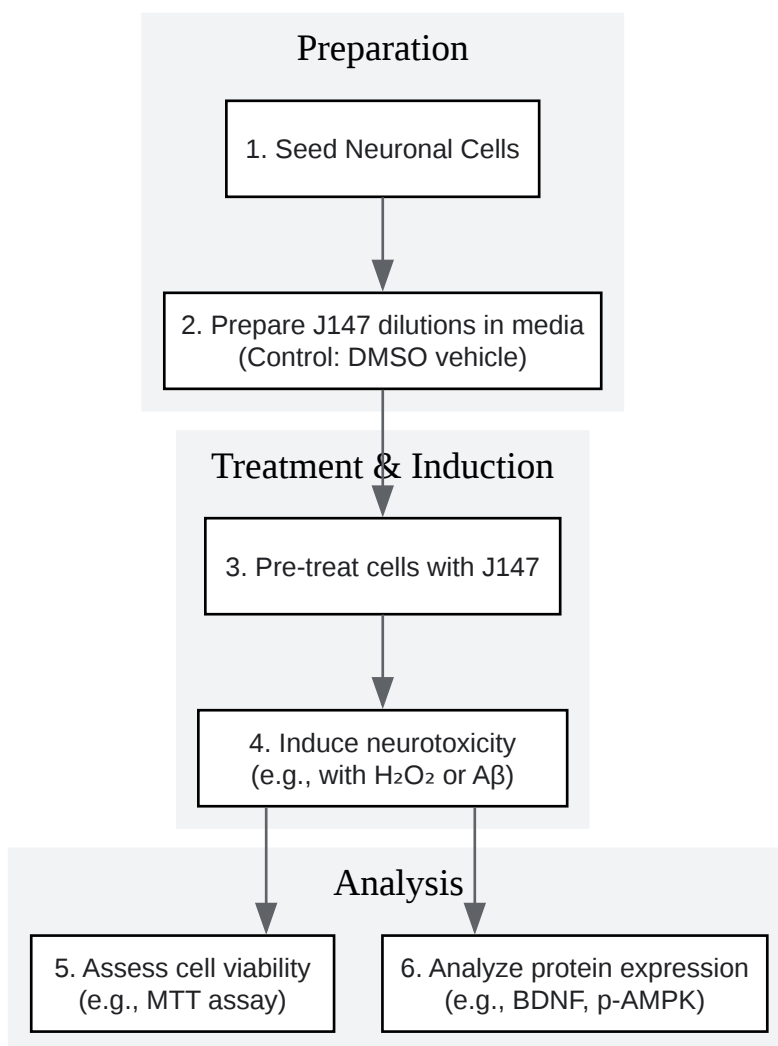 Preparation
1. Seed Neuronal Cells
2. Prepare J147 dilutions in media
(Control: DMSO vehicle)
Treatment & Induction
3. Pre-treat cells with J147
4. Induce neurotoxicity
(e.g., with H₂O₂ or Aβ)
Analysis
5. Assess cell viability
(e.g., MTT assay)
6. Analyze protein expression
(e.g., BDNF, p-AMPK)